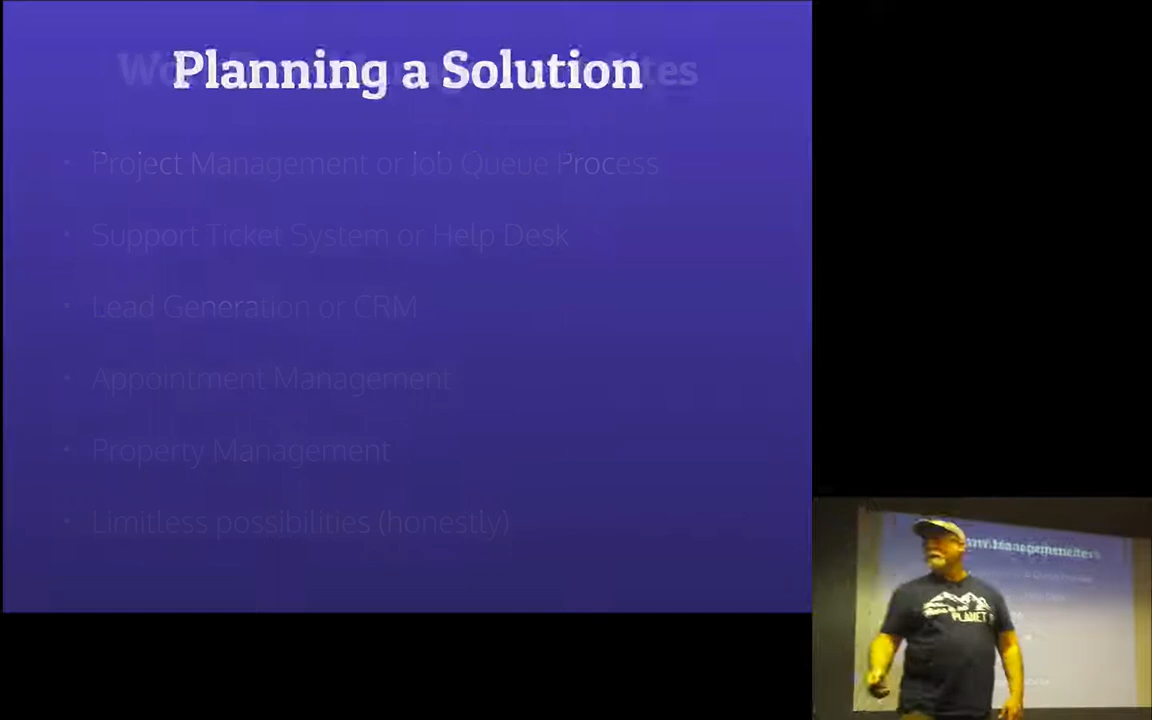 Planning a Solution
Project Management or Job Queue Process
Support Ticket System or Help Desk
Lead Generation or CRM
Appointment Management
Property Management
Limitless possibilities (honestly)
PLANET